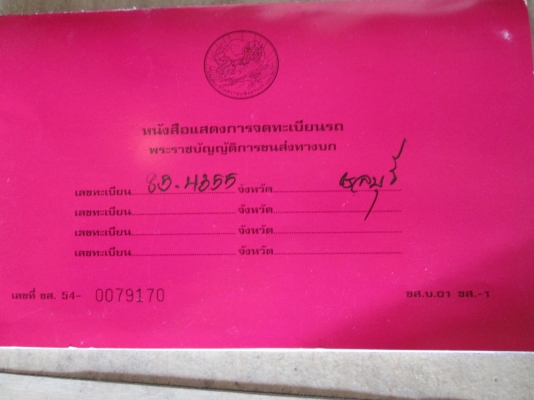 หนังสือแสดงการจดทะเบียนรถ
พระราชบัญญัติการขนส่งทางบก
เลขทะเบียน 85-4355 จังหวัด ชลบุรี
เลขทะเบียน จังหวัด
เลขทะเบียน จังหวัด
เลขทะเบียน จังหวัด
เลขที่ ขส. 54- 0079170 ขส.บ.01 ขส.-1